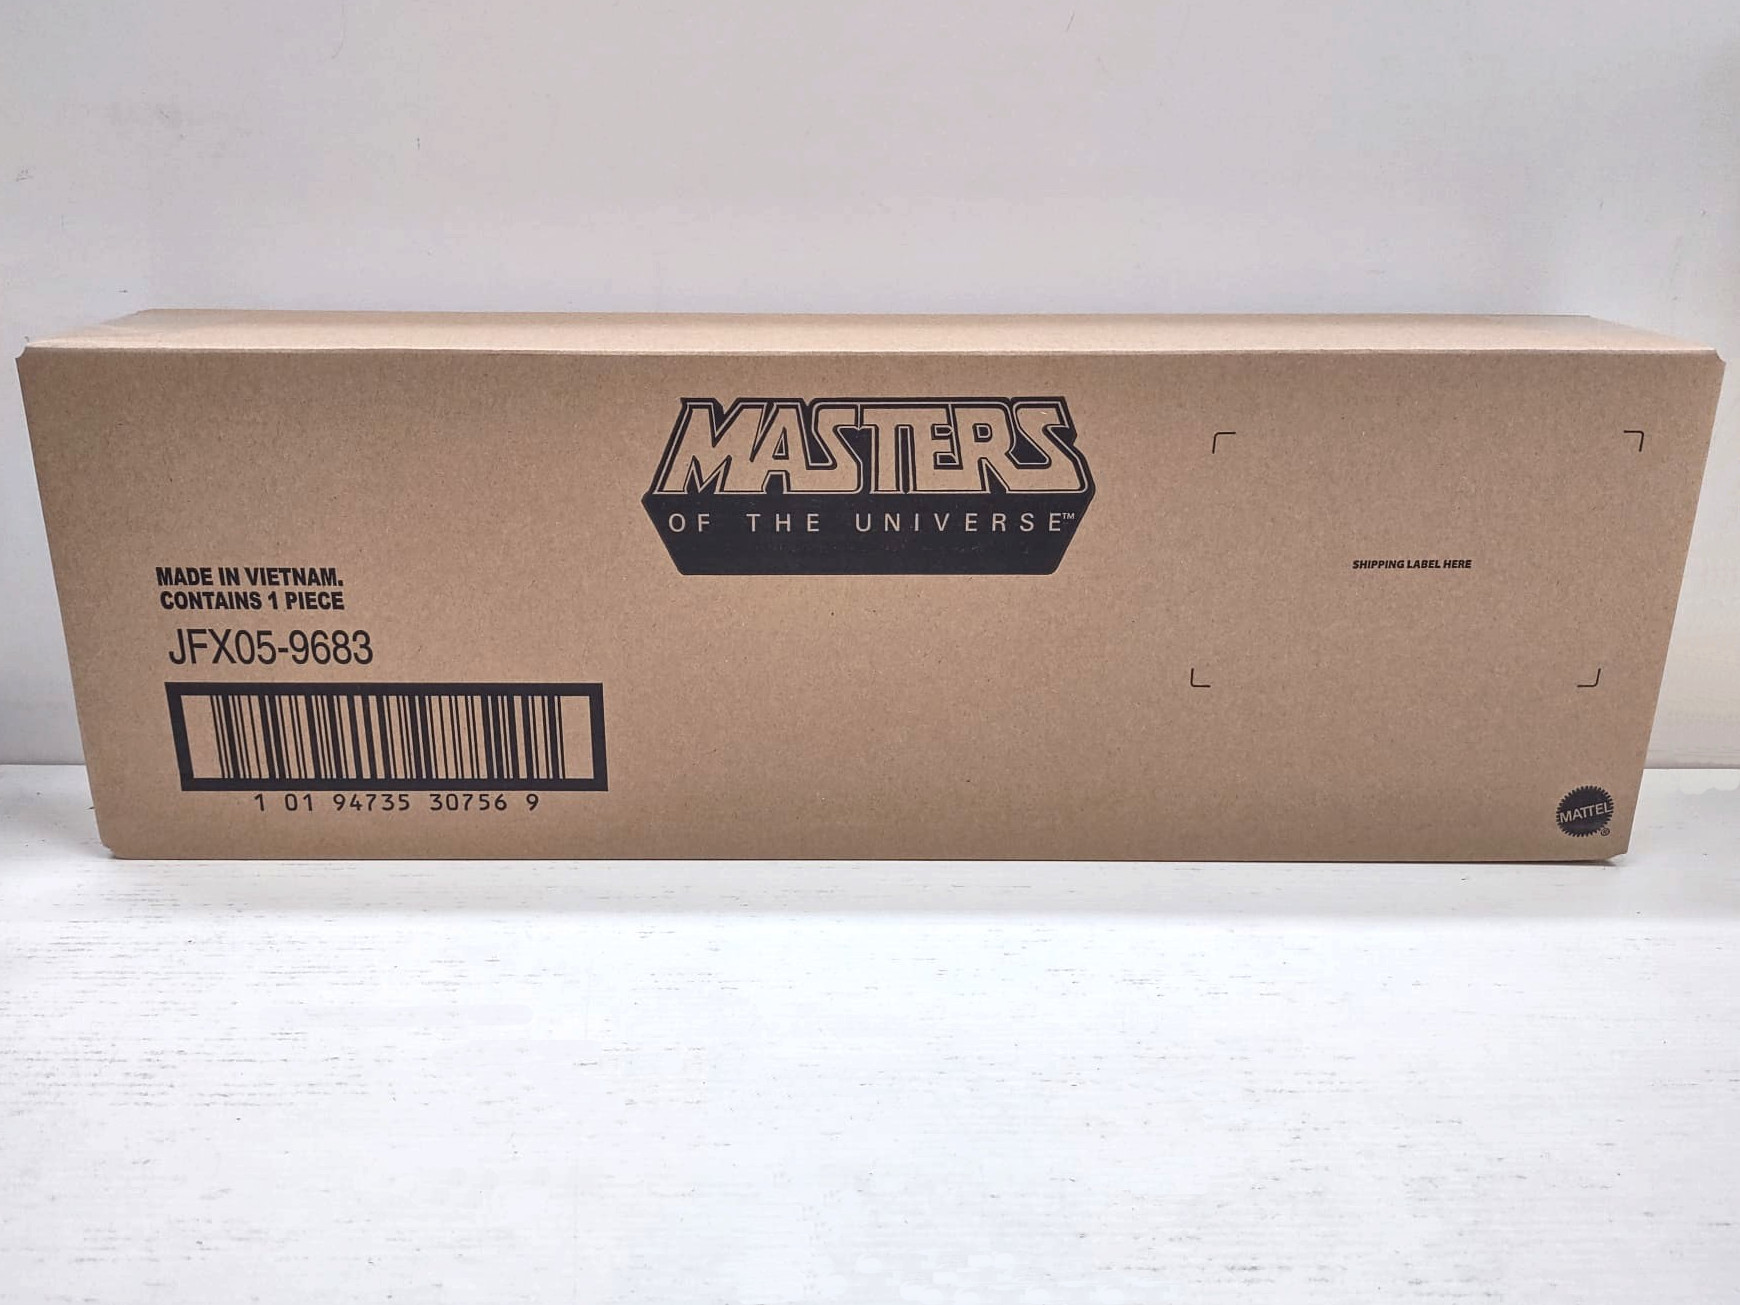 MASTERS
OF THE UNIVERSE™
MADE IN VIETNAM.
CONTAINS 1 PIECE
JFX05-9683
1 01 94735 30756 9
SHIPPING LABEL HERE
MATTEL®